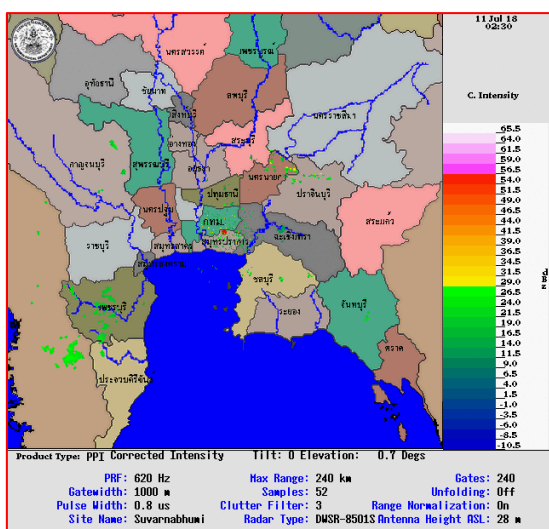 11 Jul 18
02:30
C. Intensity
65.5
64.0
61.5
59.0
56.5
54.0
51.5
49.0
46.5
44.0
41.5
39.0
36.5
34.0
31.5
29.0
26.5
24.0
21.5
19.0
16.5
14.0
11.5
9.0
6.5
4.0
1.5
-1.0
-3.5
-6.0
-8.0
-10.5
นครสวรรค์
เพชรบูรณ์
อุทัยธานี
ชัยนาท
ลพบุรี
สิงห์บุรี
นครราชสีมา
อ่างทอง
สระบุรี
กาญจนบุรี
สุพรรณบุรี
อยุธยา
นครนายก
ปทุมธานี
ปราจีนบุรี
นครปฐม
กทม.
สระแก้ว
ราชบุรี
สมุทรสาคร
สมุทรปราการ
ฉะเชิงเทรา
ชลบุรี
เพชรบุรี
ระยอง
จันทบุรี
ตราด
ประจวบคีรีขันธ์
Product Type: PPI Corrected Intensity Tilt: 0 Elevation: 0.7 Degs
PRF: 620 Hz Max Range: 240 km Gates: 240
Gatewidth: 1000 m Samples: 52 Unfolding: Off
Pulse Width: 0.8 us Clutter Filter: 3 Range Normalization: On
Site Name: Suvarnabhumi Radar Type: DWSR-8501S Antenna Height ASL: 28 m